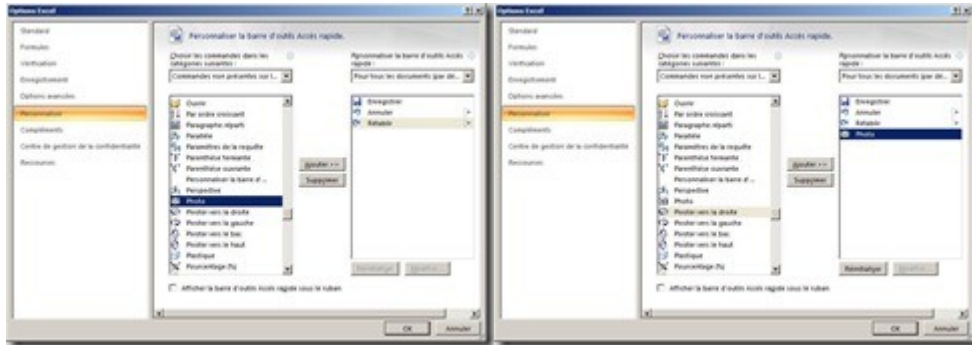 Options Excel
Standard
Formules
Vérification
Enregistrement
Options avancées
Personnaliser
Compléments
Centre de gestion de la confidentialité
Ressources
Personnaliser la barre d'outils Accès rapide.
Choisir les commandes dans les
catégories suivantes :
Commandes non présentes sur l...
Personnaliser la barre d'outils Accès
rapide :
Pour tous les documents (par dé...
Ouvrir
Par ordre croissant
Paragraphe réparti
Parallèle
Paramètres de la requête
Parenthèse fermante
Parenthèse ouvrante
Personnaliser la barre d'...
Perspective
Photo
Pivoter vers la droite
Pivoter vers la gauche
Pivoter vers le bas
Pivoter vers le haut
Plastique
Pourcentage (%)
Ajouter >>
Supprimer
Enregistrer
Annuler
Rétablir
Réinitialiser
Modifier...
Afficher la barre d'outils Accès rapide sous le ruban
OK
Annuler
Standard
Formules
Vérification
Enregistrement
Options avancées
Personnaliser
Compléments
Centre de gestion de la confidentialité
Ressources
Personnaliser la barre d'outils Accès rapide.
Choisir les commandes dans les
catégories suivantes :
Commandes non présentes sur l...
Personnaliser la barre d'outils Accès
rapide :
Pour tous les documents (par dé...
Ouvrir
Par ordre croissant
Paragraphe réparti
Parallèle
Paramètres de la requête
Parenthèse fermante
Parenthèse ouvrante
Personnaliser la barre d'...
Perspective
Photo
Pivoter vers la droite
Pivoter vers la gauche
Pivoter vers le bas
Pivoter vers le haut
Plastique
Pourcentage (%)
Ajouter >>
Supprimer
Enregistrer
Annuler
Rétablir
Photo
Réinitialiser
Modifier...
Afficher la barre d'outils Accès rapide sous le ruban
OK
Annuler